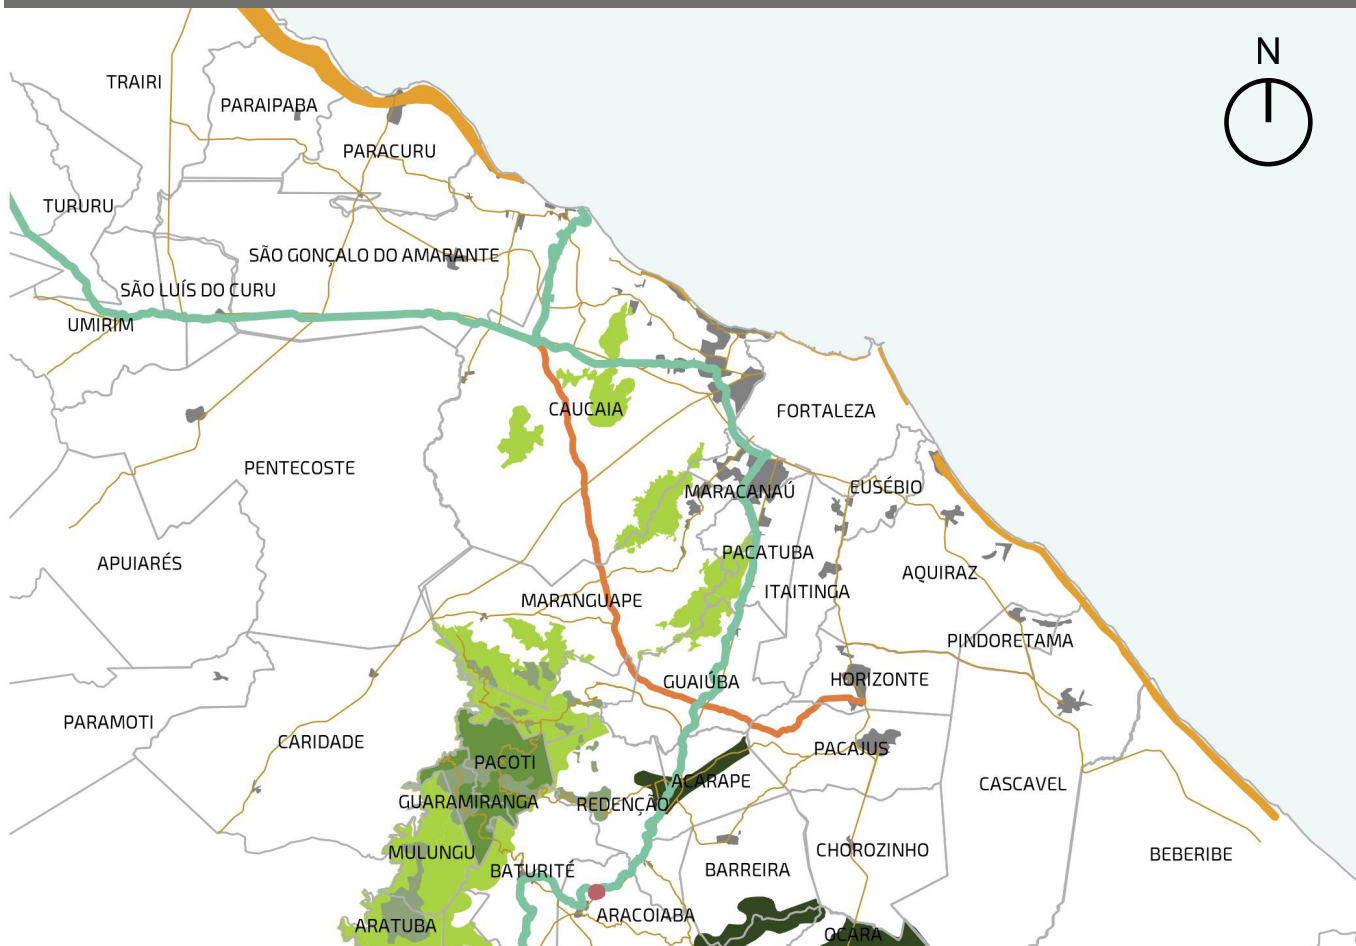 N
TRAIRI
PARAIPABA
PARACURU
TURURU
SÃO GONÇALO DO AMARANTE
SÃO LUÍS DO CURU
UMIRIM
CAUCAIA
FORTALEZA
PENTECOSTE
MARACANAÚ
EUSÉBIO
PACATUBA
APUIARÉS
AQUIRAZ
ITAITINGA
MARANGUAPE
PINDORETAMA
GUAIÚBA
HORIZONTE
PARAMOTI
CARIDADE
PACAJUS
PACOTI
ACARAPE
CASCAVEL
GUARAMIRANGA
REDENÇÃO
MULUNGU
CHOROZINHO
BEBERIBE
BATURITÉ
BARREIRA
ARACOIABA
ARATUBA
OCARA